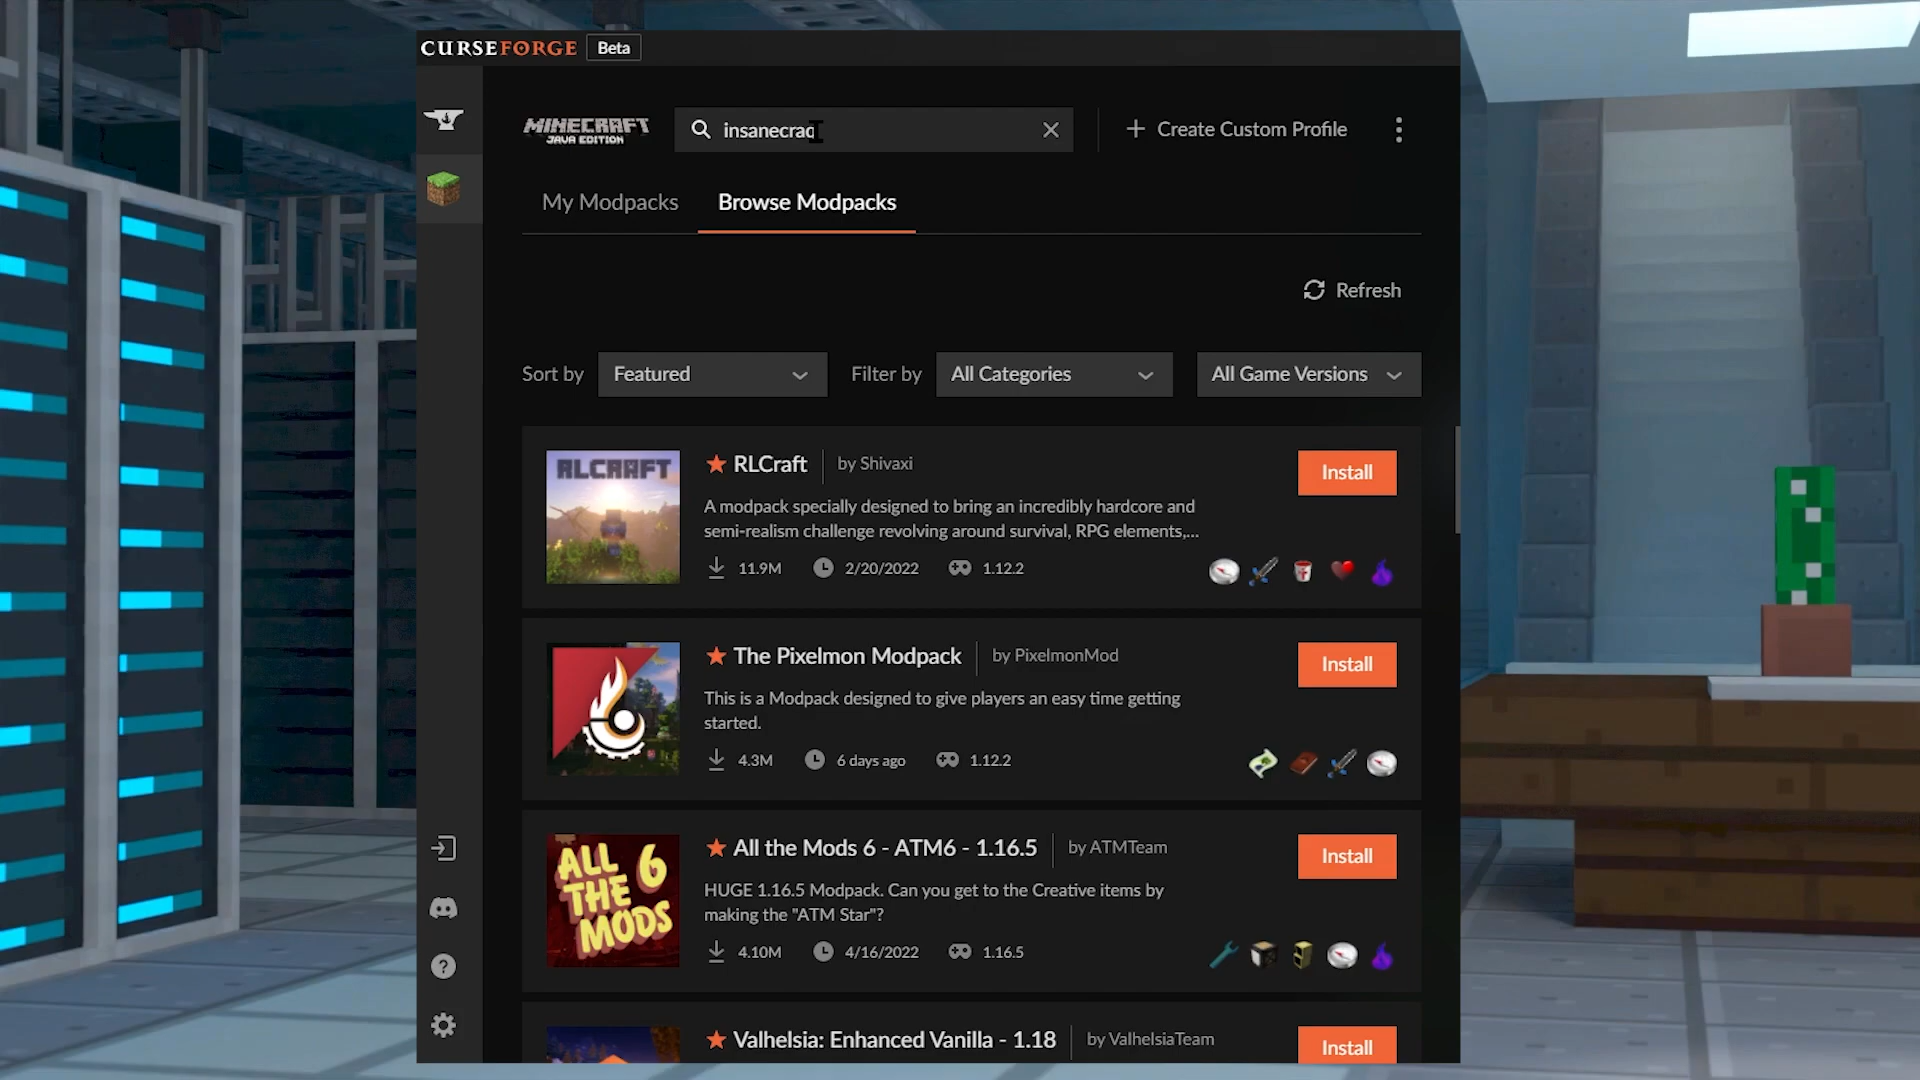 CURSEFORGE Beta
MINECRAFT
JAVA EDITION
insanecra
Create Custom Profile
My Modpacks
Browse Modpacks
Refresh
Sort by
Featured
Filter by
All Categories
All Game Versions
RLCRAFT
RLCraft
by Shivaxi
Install
A modpack specially designed to bring an incredibly hardcore and
semi-realism challenge revolving around survival, RPG elements,...
11.9M
2/20/2022
1.12.2
The Pixelmon Modpack
by PixelmonMod
Install
This is a Modpack designed to give players an easy time getting
started.
4.3M
6 days ago
1.12.2
ALL
THE 6
MODS
All the Mods 6 - ATM6 - 1.16.5
by ATMTeam
Install
HUGE 1.16.5 Modpack. Can you get to the Creative items by
making the "ATM Star"?
4.10M
4/16/2022
1.16.5
Valhelsia: Enhanced Vanilla - 1.18
by ValhelsiaTeam
Install